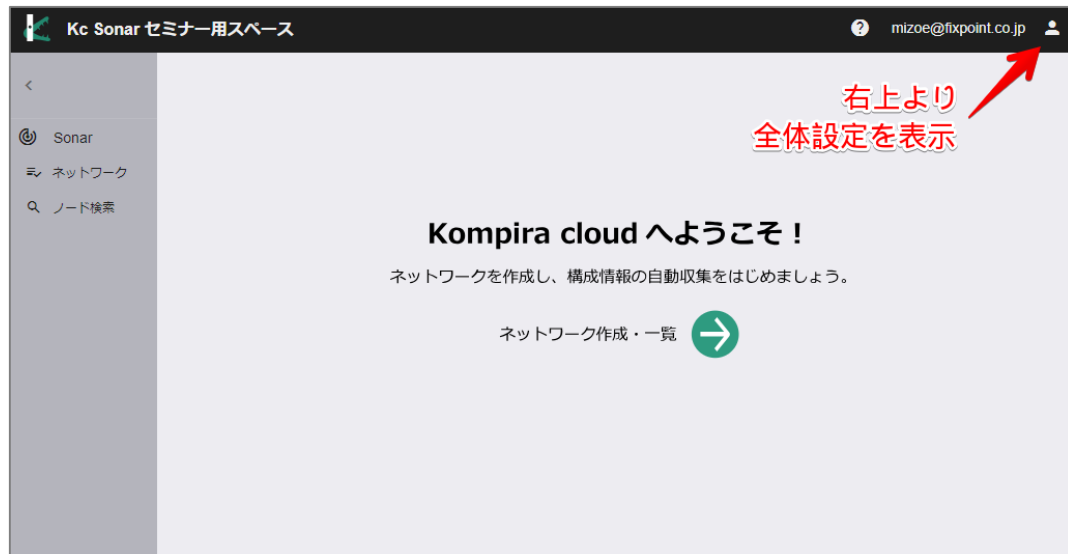 Kc Sonar セミナー用スペース
? mizoe@fixpoint.co.jp
右上より
全体設定を表示
Sonar
ネットワーク
ノード検索
Kompira cloud へようこそ！
ネットワークを作成し、構成情報の自動収集をはじめましょう。
ネットワーク作成・一覧